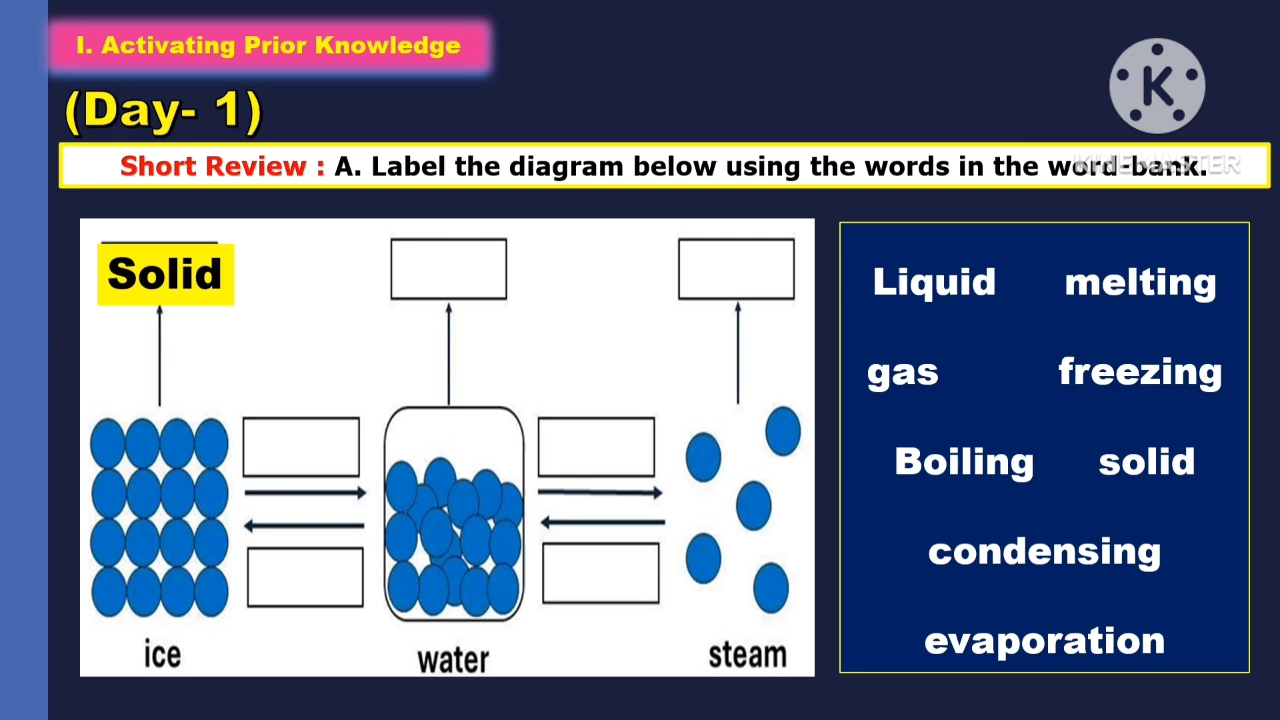 I. Activating Prior Knowledge
(Day- 1)
K
KINEMASTER
Short Review : A. Label the diagram below using the words in the word-bank.
Solid
ice
water
steam
Liquid melting
gas freezing
Boiling solid
condensing
evaporation